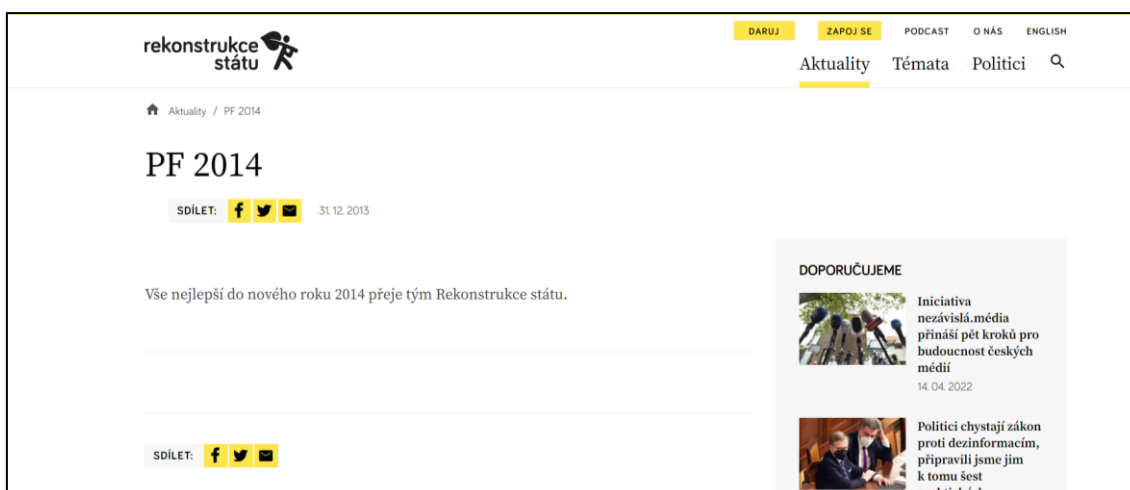 rekonstrukce
státu
DARUJ ZAPOJ SE PODCAST O NÁS ENGLISH
Aktuality Témata Politici
Aktuality / PF 2014
PF 2014
SDÍLET: 31. 12. 2013
Vše nejlepší do nového roku 2014 přeje tým Rekonstrukce státu.
SDÍLET:
DOPORUČUJEME
Iniciativa
nezávislá.média
přináší pět kroků pro
budoucnost českých
médií
14. 04. 2022
Politici chystají zákon
proti dezinformacím,
připravili jsme jim
k tomu šest